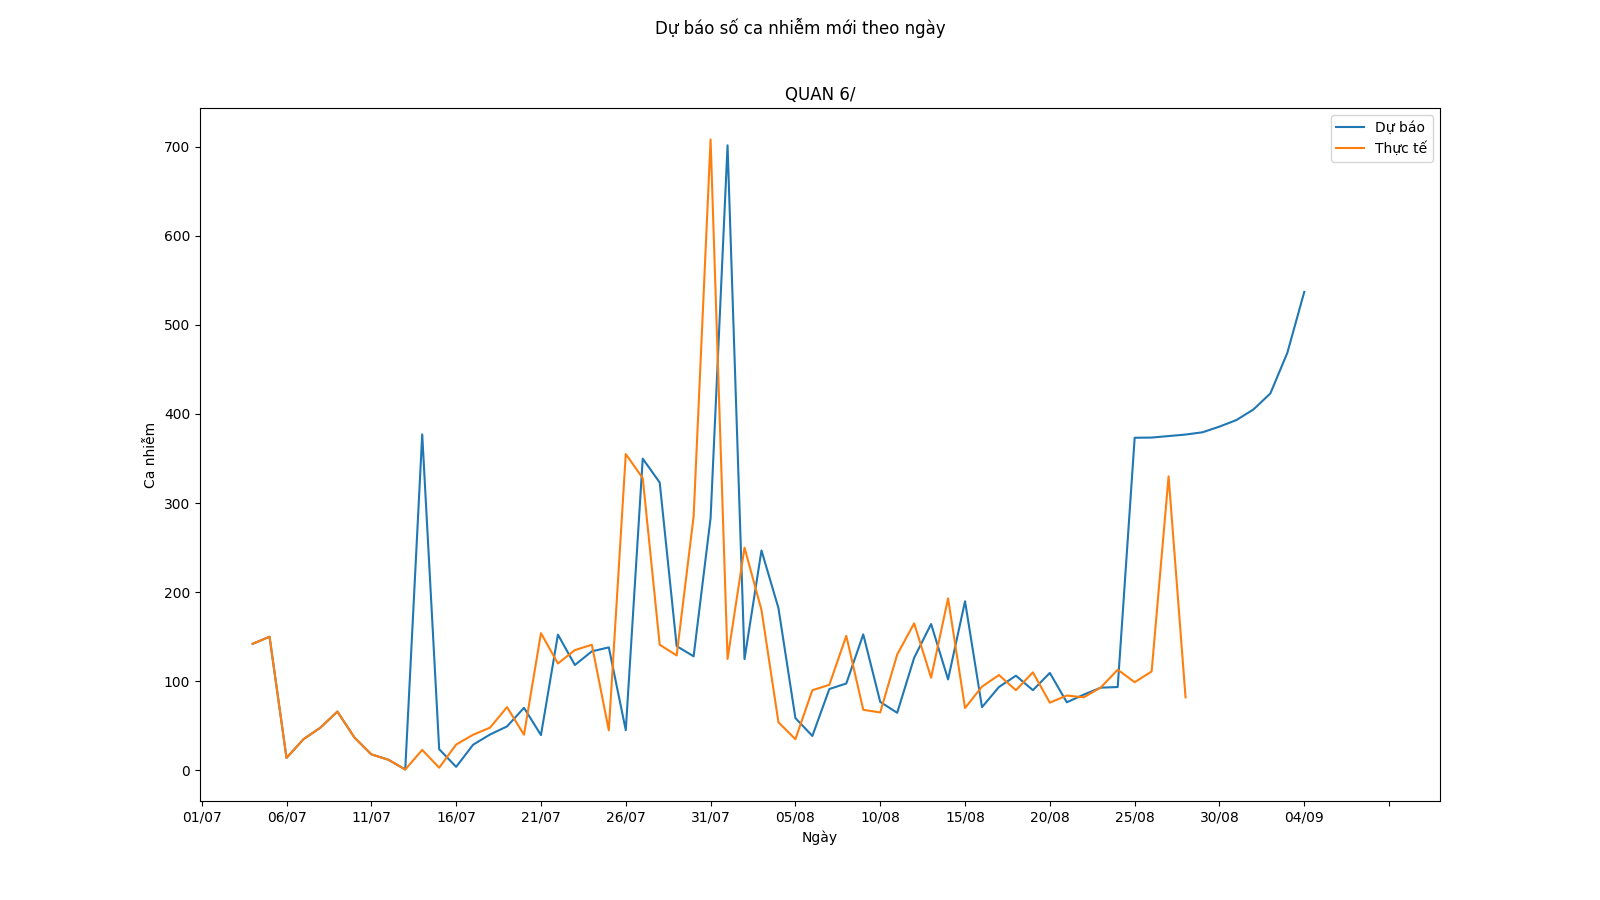 Dự báo số ca nhiễm mới theo ngày
QUAN 6/
Dự báo
Thực tế
700
600
500
400
300
200
100
0
Ca nhiễm
01/07 06/07 11/07 16/07 21/07 26/07 31/07 05/08 10/08 15/08 20/08 25/08 30/08 04/09
Ngày